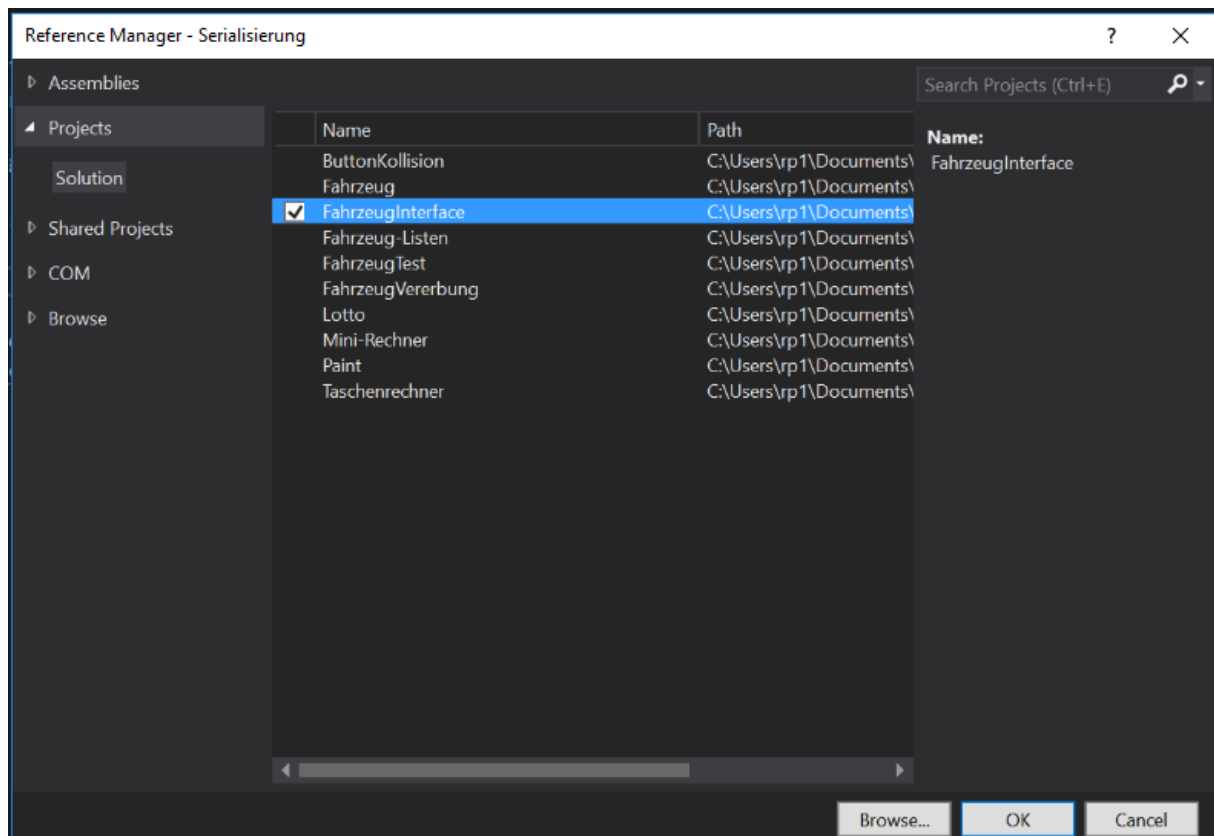 Reference Manager - Serialisierung ? ×
Assemblies
Projects
Solution
Shared Projects
COM
Browse
Name Path
ButtonKollision C:\Users\rp1\Documents\
Fahrzeug C:\Users\rp1\Documents\
FahrzeugInterface C:\Users\rp1\Documents\
Fahrzeug-Listen C:\Users\rp1\Documents\
FahrzeugTest C:\Users\rp1\Documents\
FahrzeugVererbung C:\Users\rp1\Documents\
Lotto C:\Users\rp1\Documents\
Mini-Rechner C:\Users\rp1\Documents\
Paint C:\Users\rp1\Documents\
Taschenrechner C:\Users\rp1\Documents\
Search Projects (Ctrl+E)
Name:
FahrzeugInterface
Browse... OK Cancel